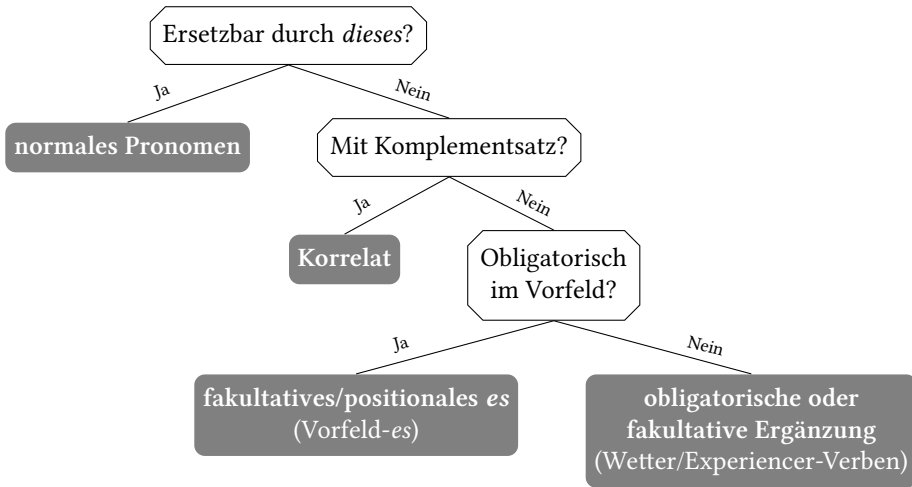 Ersetzbar durch dieses?
Ja
Nein
normales Pronomen
Mit Komplementsatz?
Ja
Nein
Korrelat
Obligatorisch
im Vorfeld?
Ja
Nein
fakultatives/positionales es
(Vorfeld-es)
obligatorische oder
fakultative Ergänzung
(Wetter/Experiencer-Verben)